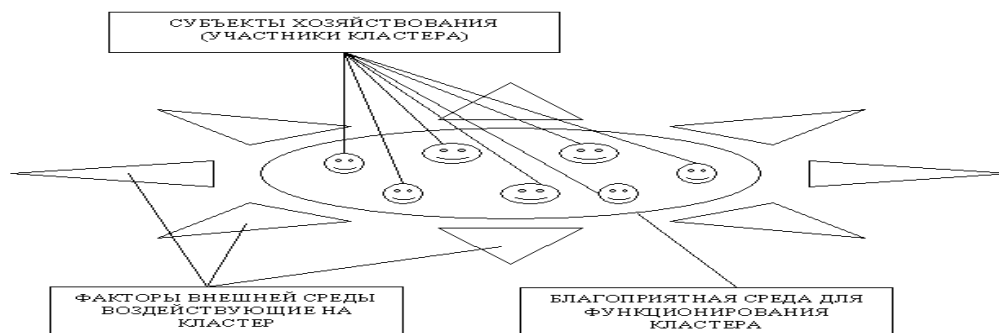 СУБЪЕКТЫ ХОЗЯЙСТВОВАНИЯ
(УЧАСТНИКИ КЛАСТЕРА)
ФАКТОРЫ ВНЕШНЕЙ СРЕДЫ
ВОЗДЕЙСТВУЮЩИЕ НА
КЛАСТЕР
БЛАГОПРИЯТНАЯ СРЕДА ДЛЯ
ФУНКЦИОНИРОВАНИЯ
КЛАСТЕРА